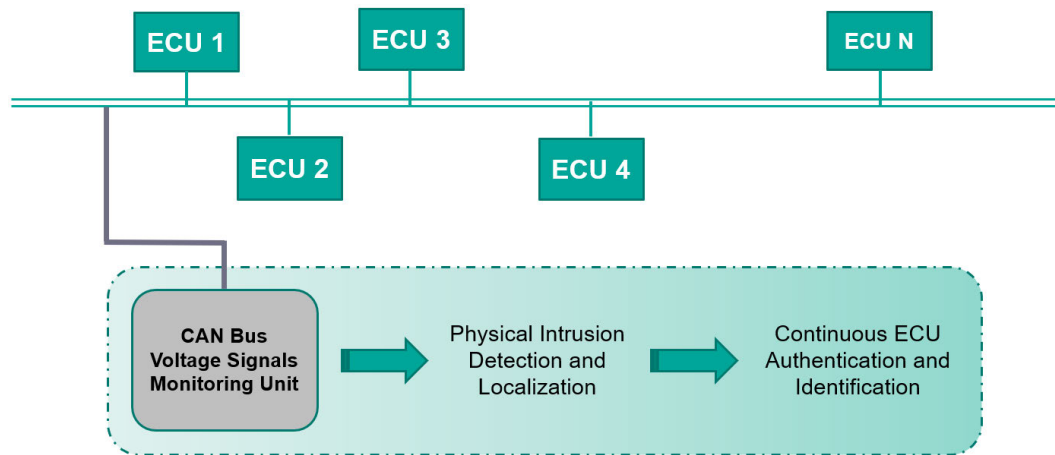 ECU 1
ECU 3
ECU N
ECU 2
ECU 4
CAN Bus
Voltage Signals
Monitoring Unit
Physical Intrusion
Detection and
Localization
Continuous ECU
Authentication and
Identification